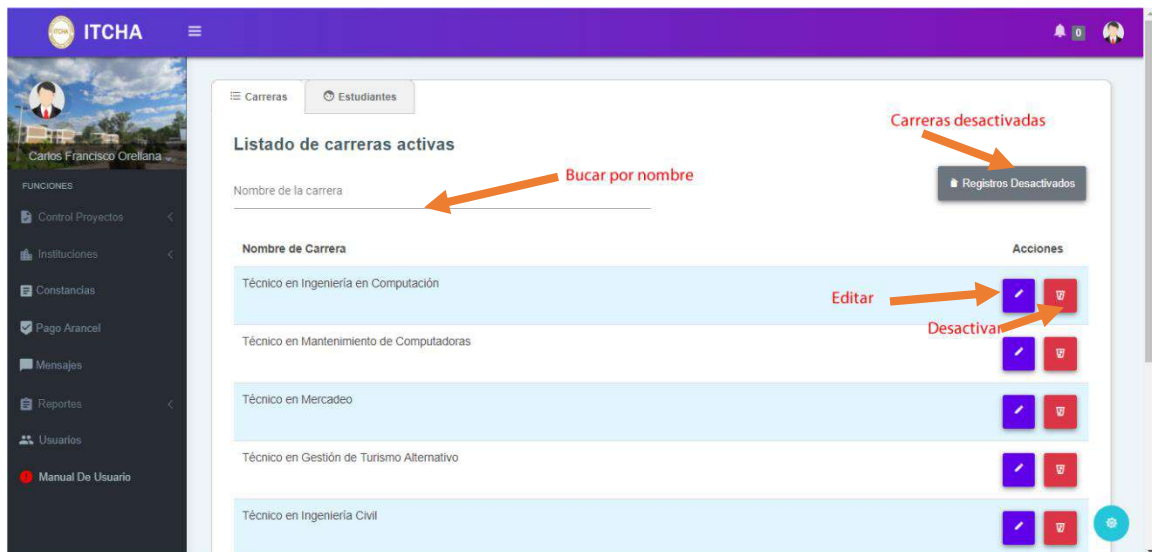 ITCHA
0
Carlos Francisco Orellana
FUNCIONES
Control Proyectos
Instituciones
Constancias
Pago Arancel
Mensajes
Reportes
Usuarios
Manual De Usuario
Carreras
Estudiantes
Carreras desactivadas
Listado de carreras activas
Bucar por nombre
Nombre de la carrera
Registros Desactivados
Nombre de Carrera
Acciones
Técnico en Ingeniería en Computación
Editar
Desactivar
Técnico en Mantenimiento de Computadoras
Técnico en Mercadeo
Técnico en Gestión de Turismo Alternativo
Técnico en Ingeniería Civil